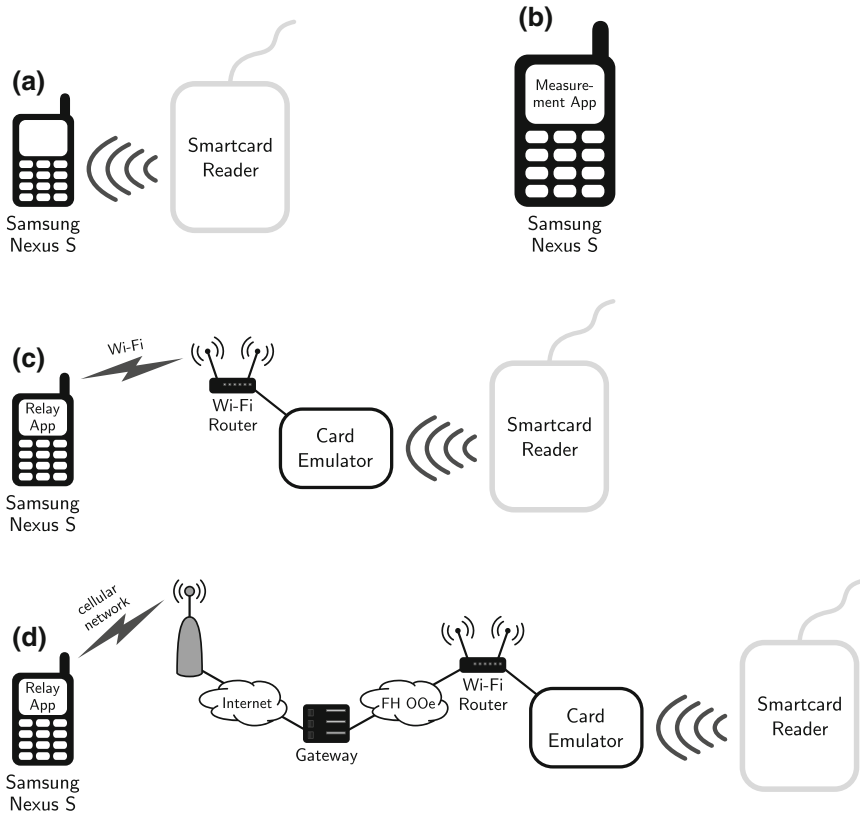 (a)
Samsung
Nexus S
Smartcard
Reader
(b)
Measure-
ment App
Samsung
Nexus S
(c)
Relay
App
Samsung
Nexus S
Wi-Fi
Wi-Fi
Router
Card
Emulator
Smartcard
Reader
(d)
Relay
App
Samsung
Nexus S
cellular
network
Internet
Gateway
FH OOe
Wi-Fi
Router
Card
Emulator
Smartcard
Reader